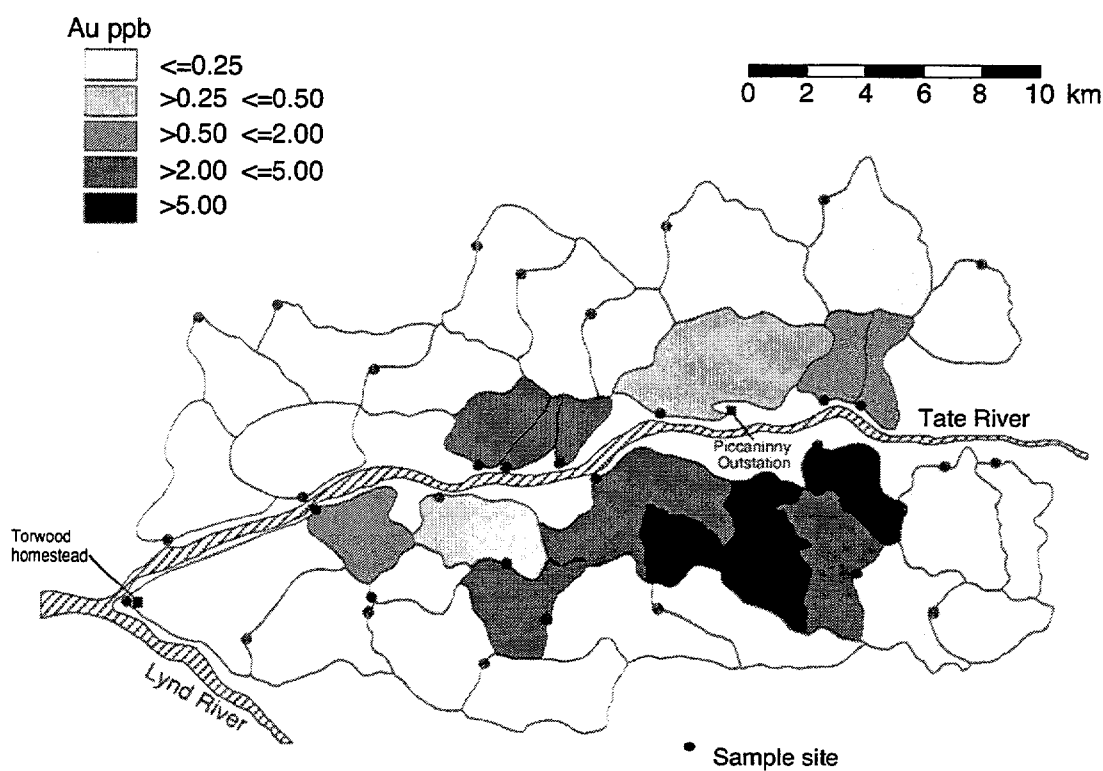 Au ppb
<=0.25
>0.25 <=0.50
>0.50 <=2.00
>2.00 <=5.00
>5.00
0 2 4 6 8 10 km
Tate River
Piccaninny
Outstation
Torwood
homestead
Lynd River
Sample site